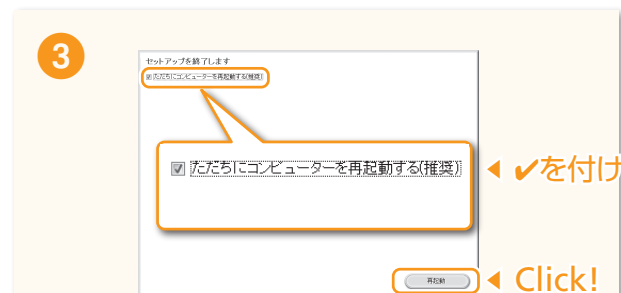 3
セットアップを終了します
ただちにコンピューターを再起動する(推奨)
ただちにコンピューターを再起動する(推奨)
✔を付け
再起動
Click!